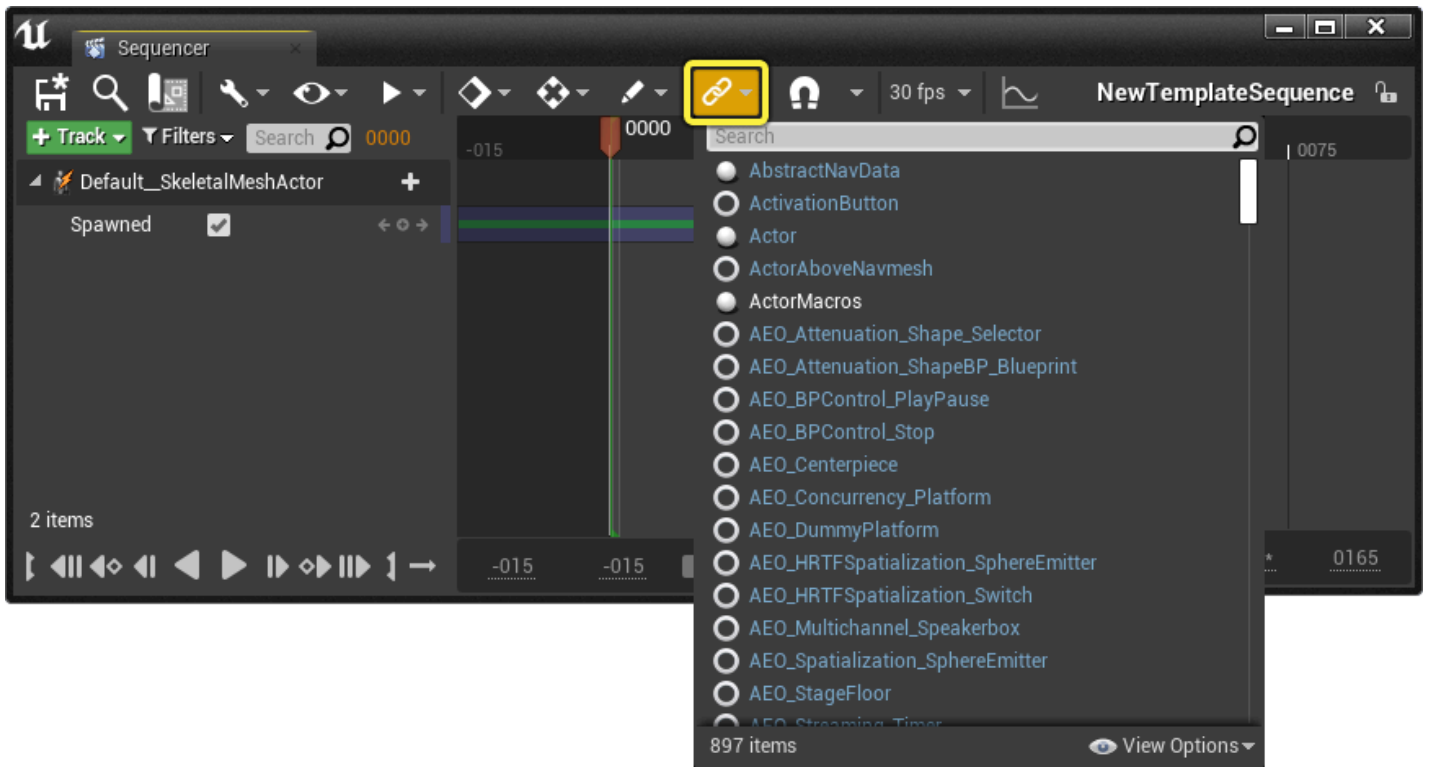 Sequencer
30 fps
NewTemplateSequence
+ Track
Filters
Search
0000
-015
0000
0075
Search
Default__SkeletalMeshActor
Spawned
AbstractNavData
ActivationButton
Actor
ActorAboveNavmesh
ActorMacros
AEO_Attenuation_Shape_Selector
AEO_Attenuation_ShapeBP_Blueprint
AEO_BPControl_PlayPause
AEO_BPControl_Stop
AEO_Centerpiece
AEO_Concurrency_Platform
AEO_DummyPlatform
AEO_HRTFSpatialization_SphereEmitter
AEO_HRTFSpatialization_Switch
AEO_Multichannel_Speakerbox
AEO_Spatialization_SphereEmitter
AEO_StageFloor
AEO_Streaming_Timer
2 items
-015
-015
0165
897 items
View Options